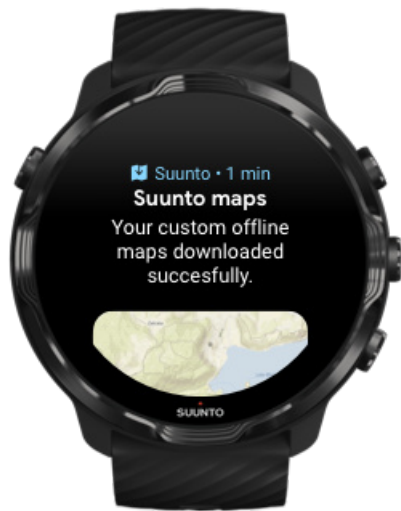 Suunto • 1 min
Suunto maps
Your custom offline
maps downloaded
succesfully.
SUUNTO